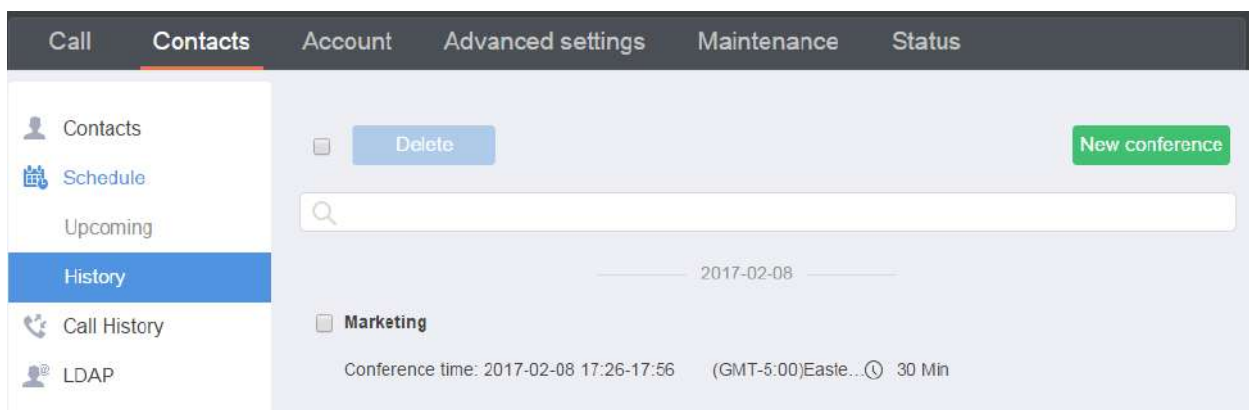 Call Contacts Account Advanced settings Maintenance Status
Contacts
Schedule
Upcoming
History
Call History
LDAP
Delete New conference
2017-02-08
Marketing
Conference time: 2017-02-08 17:26-17:56 (GMT-5:00)Easte... 30 Min